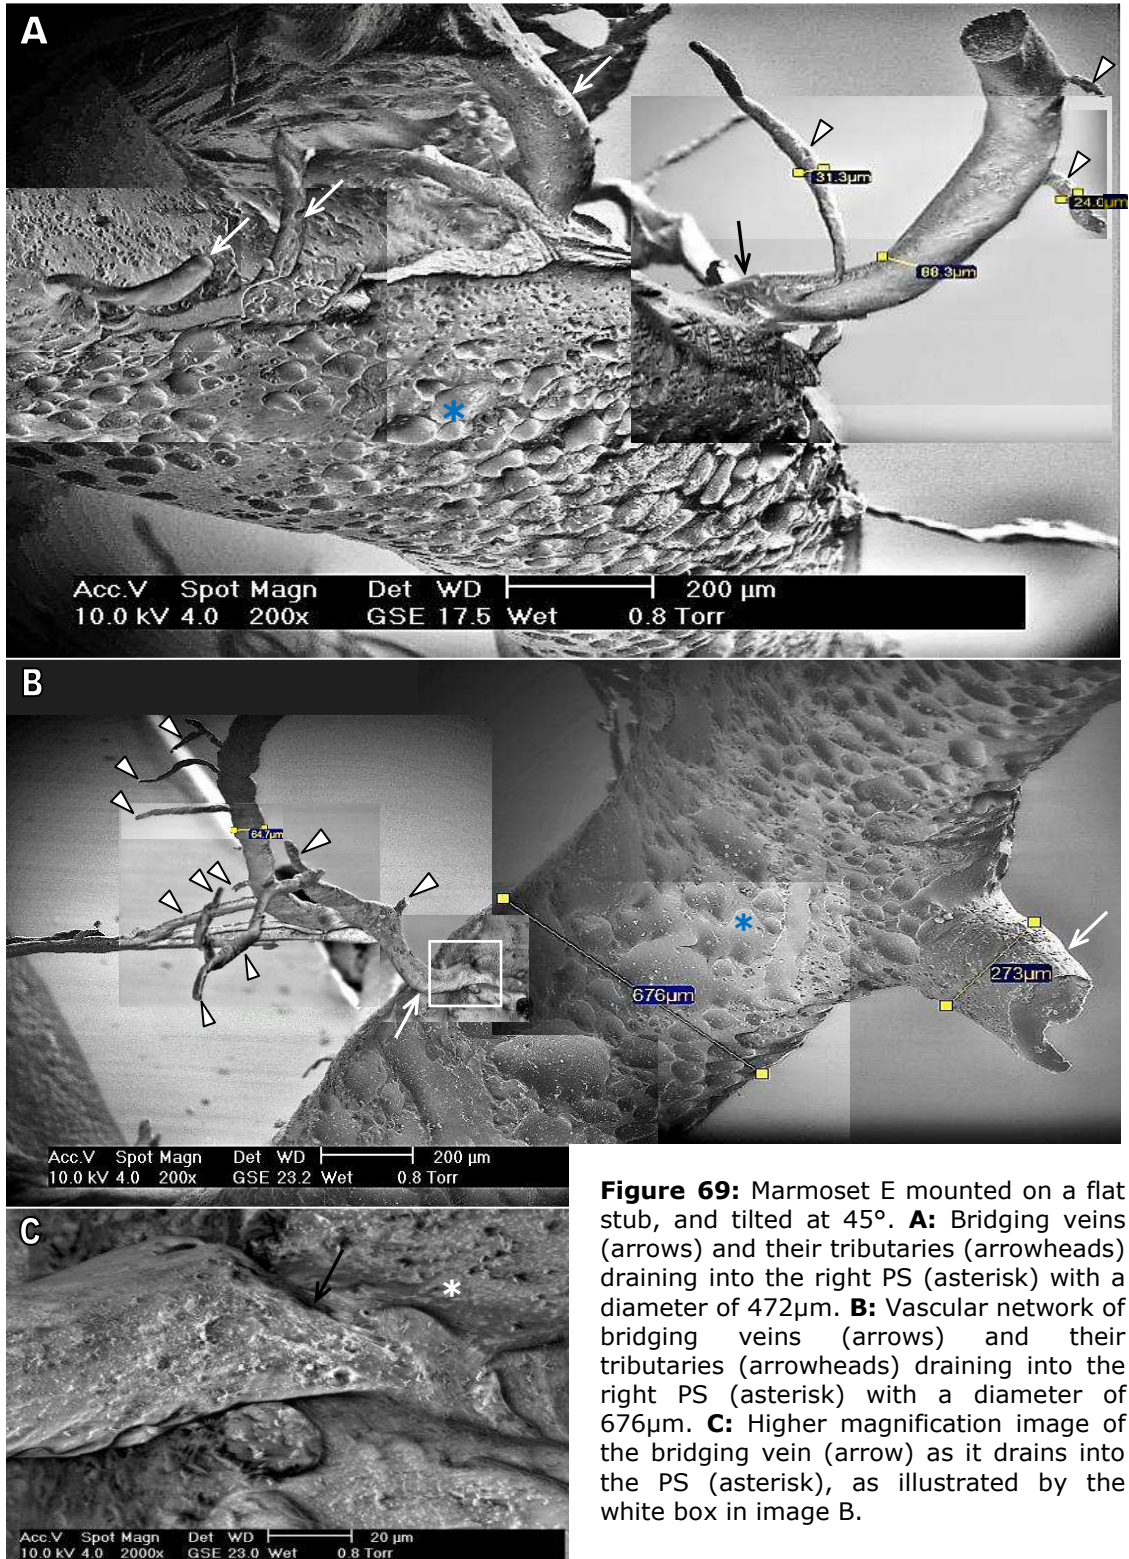 A
31.3µm
24.0µm
88.3µm
*
Acc.V Spot Magn Det WD 200 µm
10.0 kV 4.0 200x GSE 17.5 Wet 0.8 Torr
B
64.7µm
*
676µm
273µm
Acc.V Spot Magn Det WD 200 µm
10.0 kV 4.0 200x GSE 23.2 Wet 0.8 Torr
C
*
Acc.V Spot Magn Det WD 20 µm
10.0 kV 4.0 2000x GSE 23.0 Wet 0.8 Torr
Figure 69: Marmoset E mounted on a flat
stub, and tilted at 45°. A: Bridging veins
(arrows) and their tributaries (arrowheads)
draining into the right PS (asterisk) with a
diameter of 472µm. B: Vascular network of
bridging veins (arrows) and their
tributaries (arrowheads) draining into the
right PS (asterisk) with a diameter of
676µm. C: Higher magnification image of
the bridging vein (arrow) as it drains into
the PS (asterisk), as illustrated by the
white box in image B.